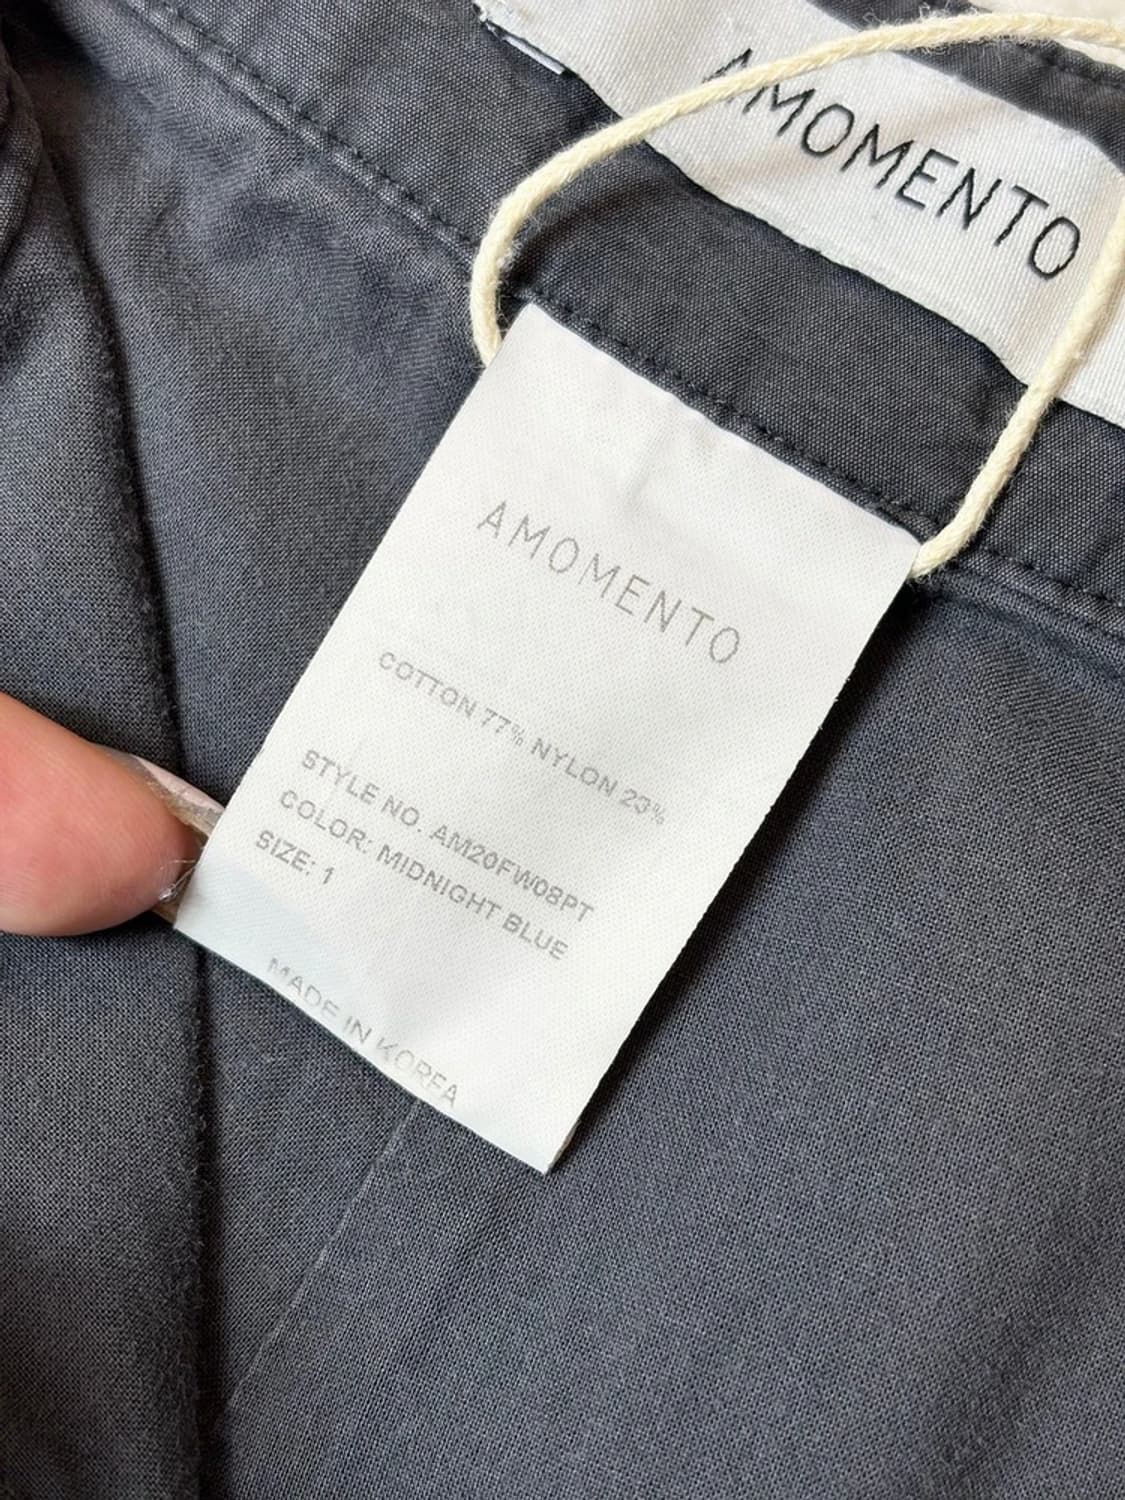 AMOMENTO
AMOMENTO
COTTON 77% NYLON 23%
STYLE NO. AM20FW08PT
COLOR: MIDNIGHT BLUE
SIZE: 1
MADE IN KOREA